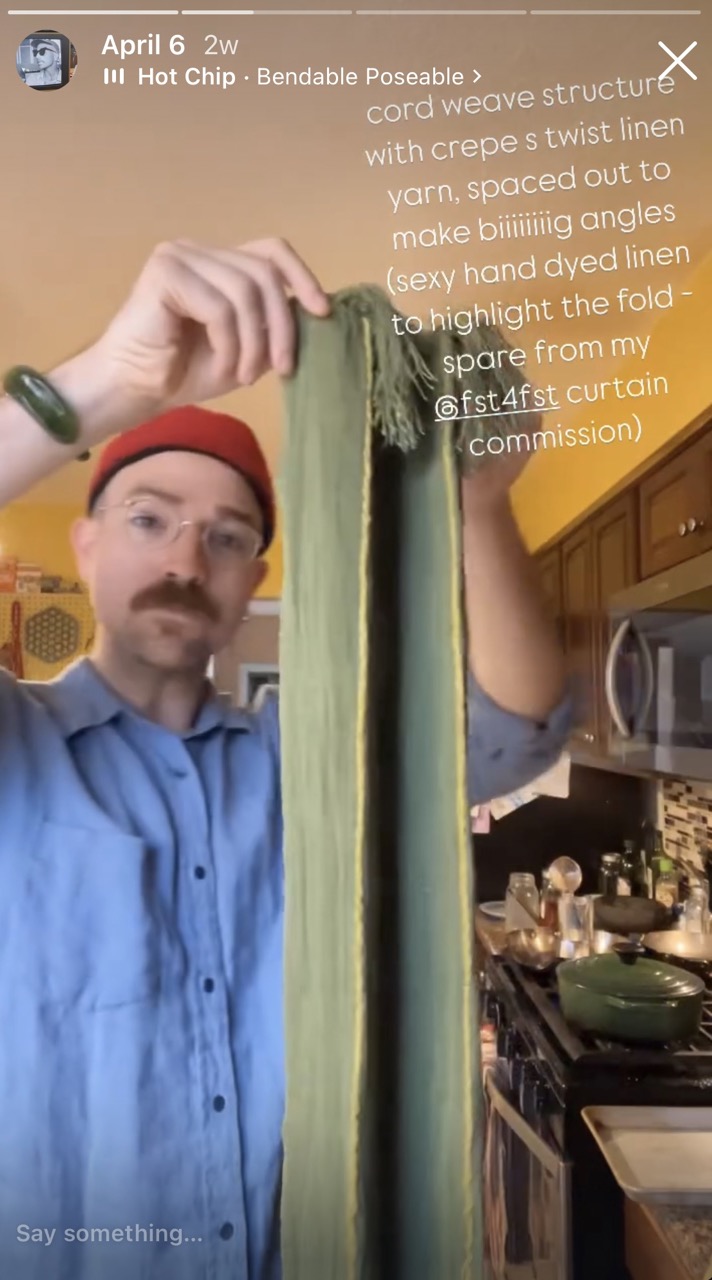 April 6 2w
Hot Chip · Bendable Poseable >
cord weave structure
with crepe s twist linen
yarn, spaced out to
make biiiiiiiig angles
(sexy hand dyed linen
to highlight the fold -
spare from my
@fst4fst curtain
commission)
Say something...